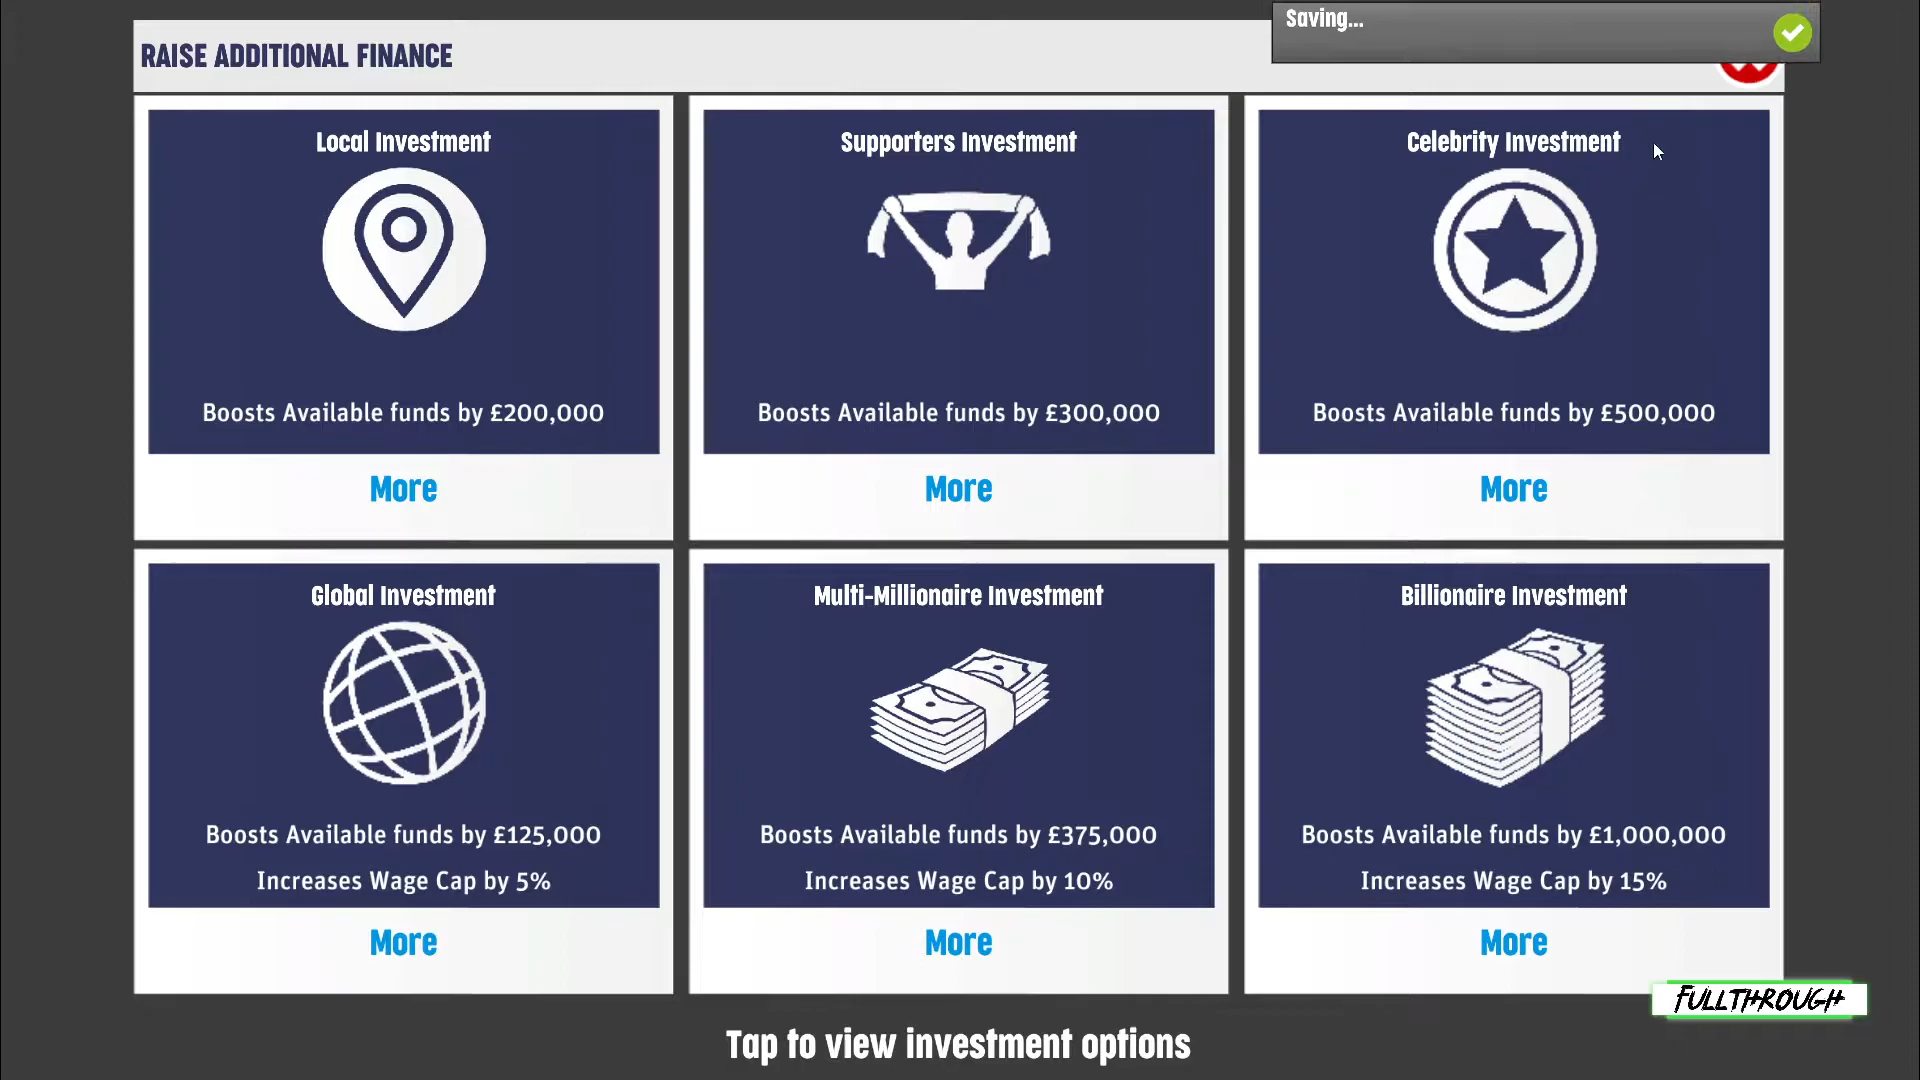 Saving...
RAISE ADDITIONAL FINANCE
Local Investment
Boosts Available funds by £200,000
More
Supporters Investment
Boosts Available funds by £300,000
More
Celebrity Investment
Boosts Available funds by £500,000
More
Global Investment
Boosts Available funds by £125,000
Increases Wage Cap by 5%
More
Multi-Millionaire Investment
Boosts Available funds by £375,000
Increases Wage Cap by 10%
More
Billionaire Investment
Boosts Available funds by £1,000,000
Increases Wage Cap by 15%
More
FULLTHROUGH
Tap to view investment options